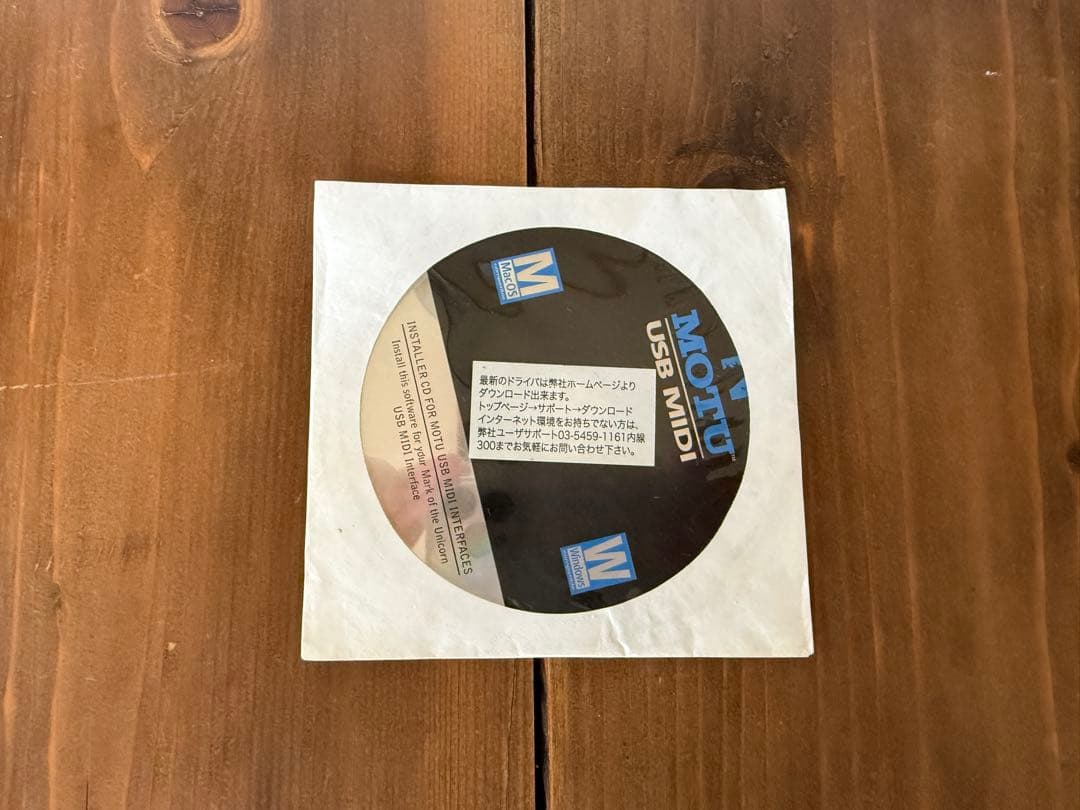 MOTU™
USB MIDI
M
MacOS
W
Windows
最新のドライバは弊社ホームページより
ダウンロード出来ます。
トップページ→サポート→ダウンロード
インターネット環境をお持ちでない方は、
弊社ユーザサポート03-5459-1161内線
300までお気軽にお問い合わせ下さい。
INSTALLER CD FOR MOTU USB MIDI INTERFACES
Install this software for your Mark of the Unicorn
USB MIDI Interface